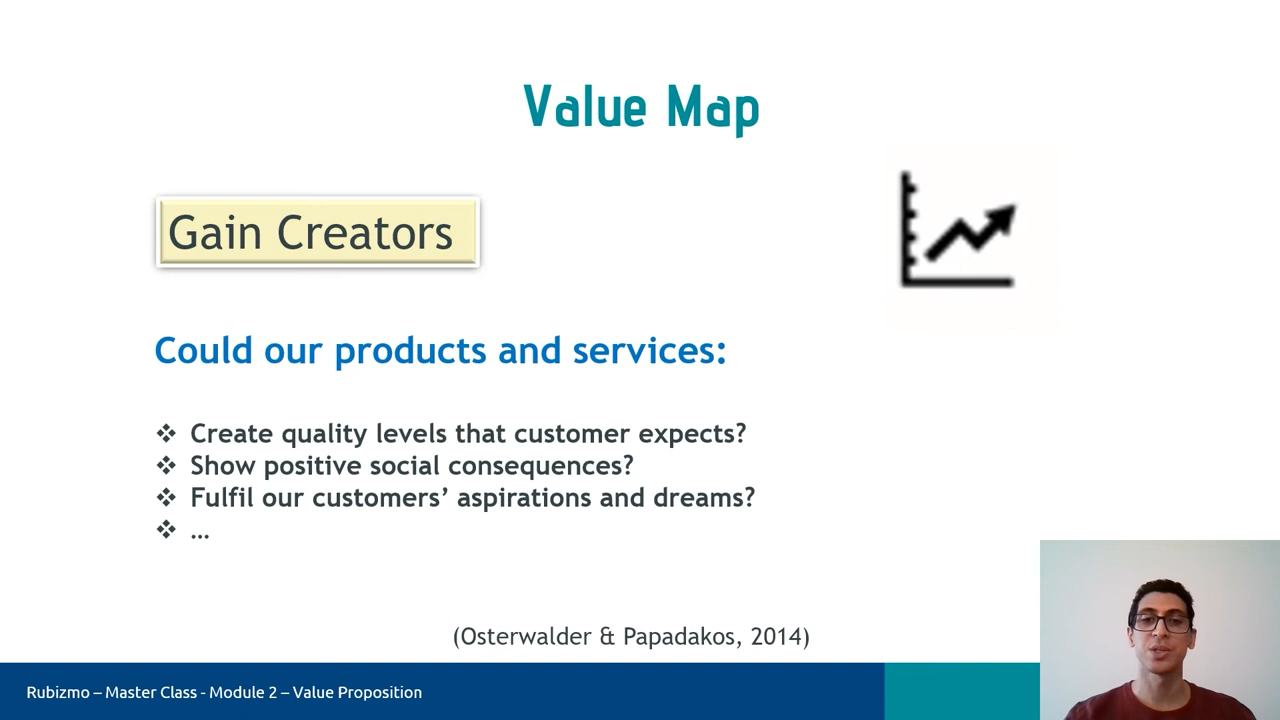 Value Map
Gain Creators
Could our products and services:
❖ Create quality levels that customer expects?
❖ Show positive social consequences?
❖ Fulfil our customers’ aspirations and dreams?
❖ …
(Osterwalder & Papadakos, 2014)
Rubizmo – Master Class - Module 2 – Value Proposition